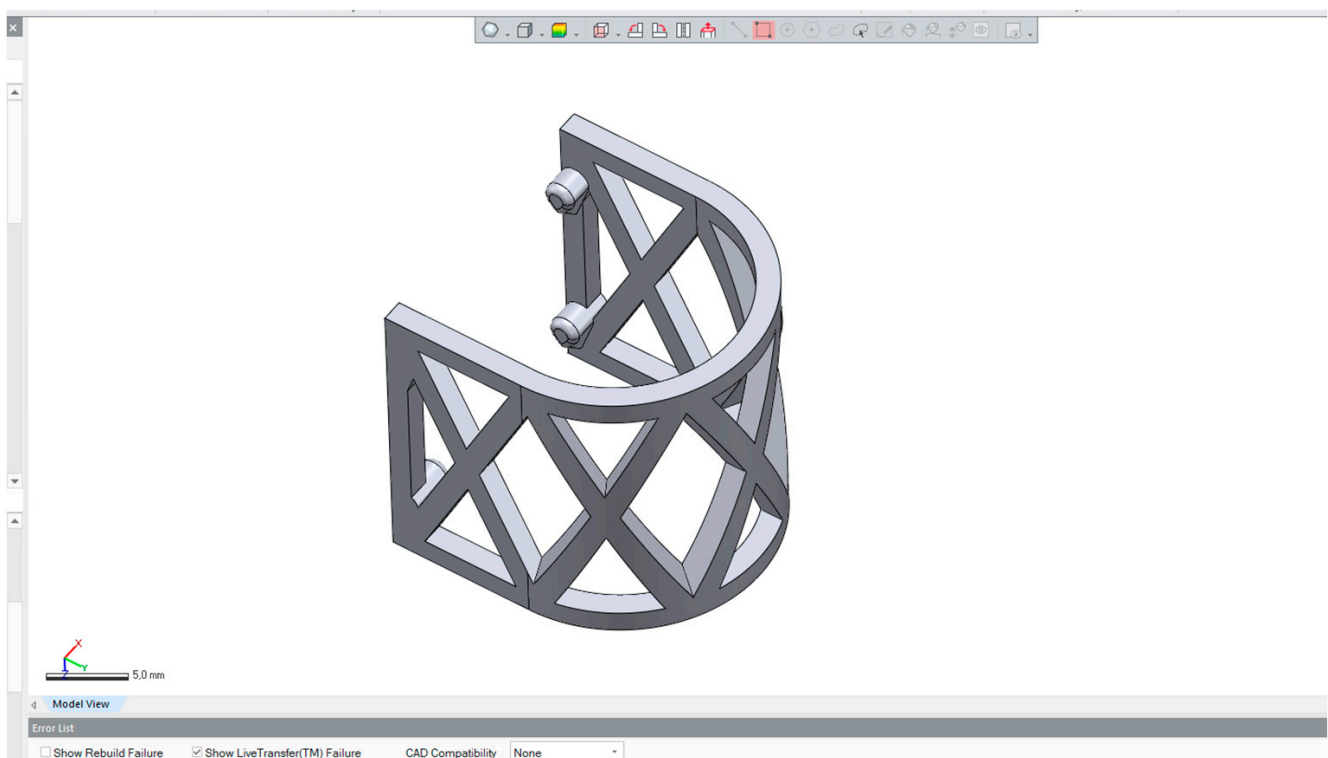 X
Y
Z
5,0 mm
Model View
Error List
Show Rebuild Failure
Show LiveTransfer(TM) Failure
CAD Compatibility
None